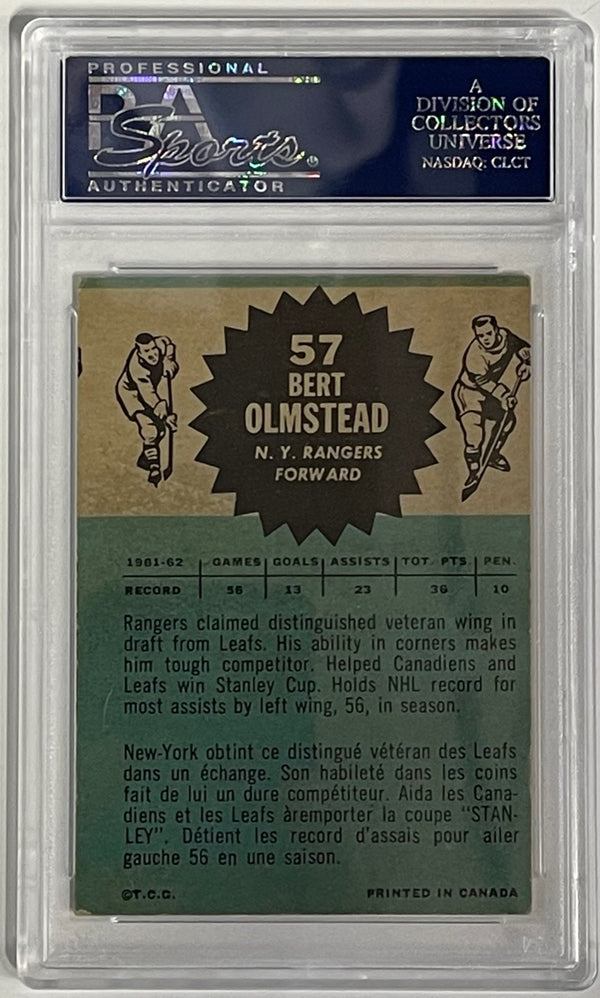 PROFESSIONAL
PSA
Sports
AUTHENTICATOR
A
DIVISION OF
COLLECTORS
UNIVERSE
NASDAQ: CLCT
57
BERT
OLMSTEAD
N. Y. RANGERS
FORWARD
1961-62 GAMES GOALS ASSISTS TOT. PTS. PEN.
RECORD 56 13 23 36 10
Rangers claimed distinguished veteran wing in
draft from Leafs. His ability in corners makes
him tough competitor. Helped Canadiens and
Leafs win Stanley Cup. Holds NHL record for
most assists by left wing, 56, in season.
New-York obtint ce distingué vétéran des Leafs
dans un échange. Son habileté dans les coins
fait de lui un dure compétiteur. Aida les Cana-
diens et les Leafs àremporter la coupe "STAN-
LEY". Détient les record d'assais pour ailer
gauche 56 en une saison.
©T.C.G. PRINTED IN CANADA